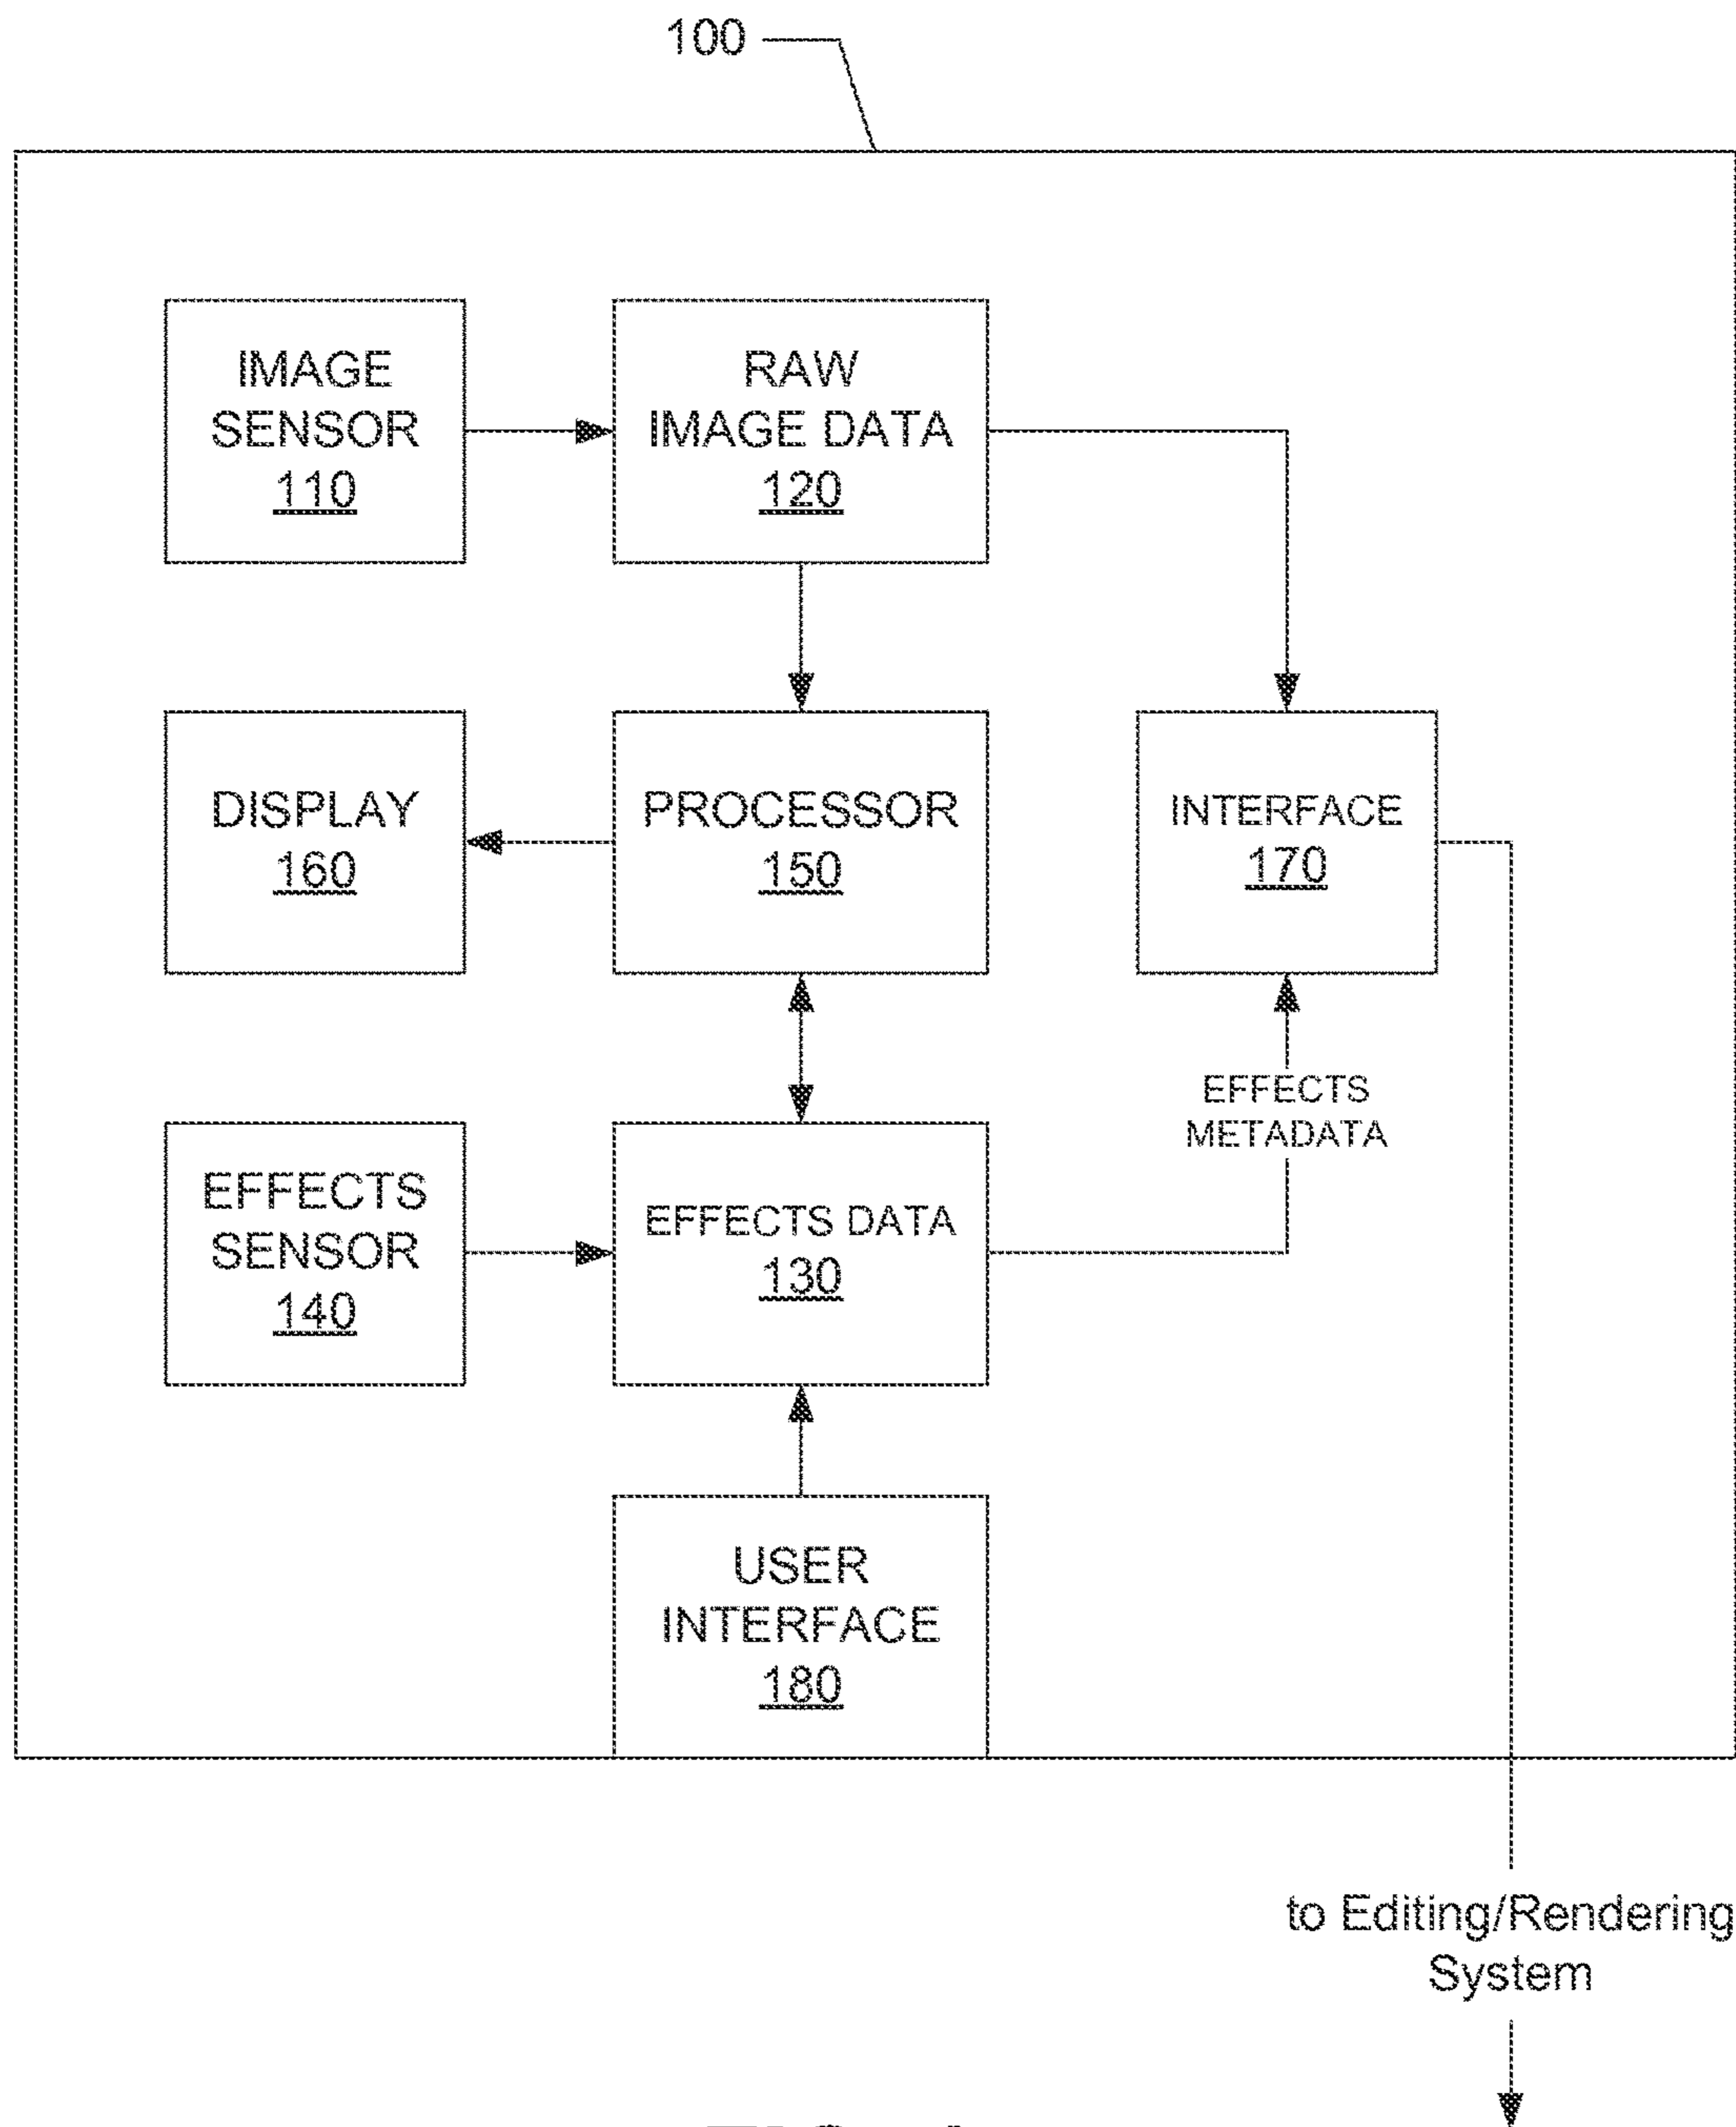 100
IMAGE
SENSOR
110
RAW
IMAGE DATA
120
DISPLAY
160
PROCESSOR
150
INTERFACE
170
EFFECTS
METADATA
EFFECTS
SENSOR
140
EFFECTS DATA
130
USER
INTERFACE
180
to Editing/Rendering
System